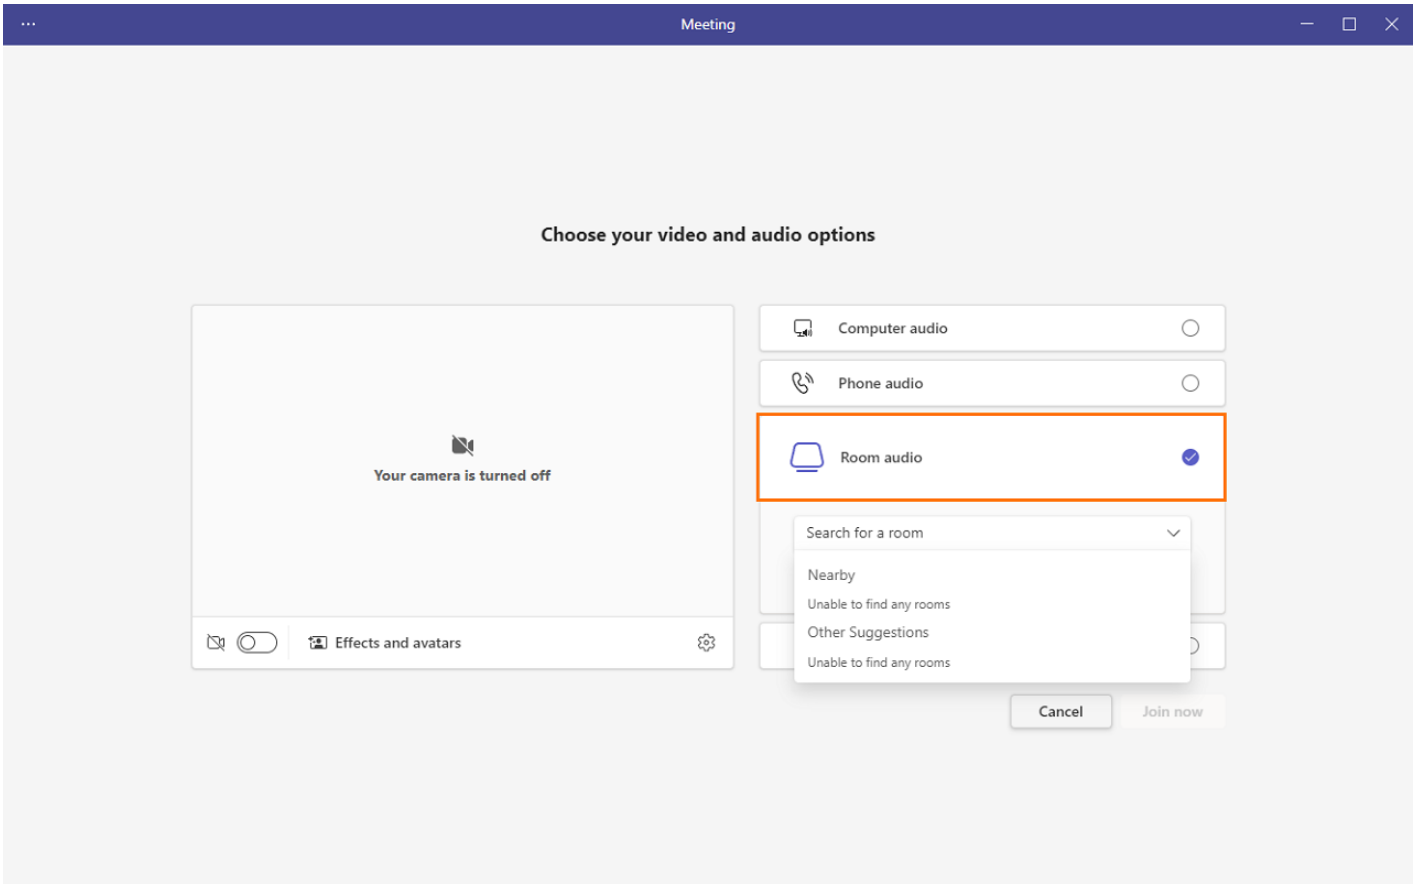 Meeting
Choose your video and audio options
Computer audio
Phone audio
Your camera is turned off
Room audio
Search for a room
Nearby
Unable to find any rooms
Other Suggestions
Unable to find any rooms
Effects and avatars
Cancel
Join now